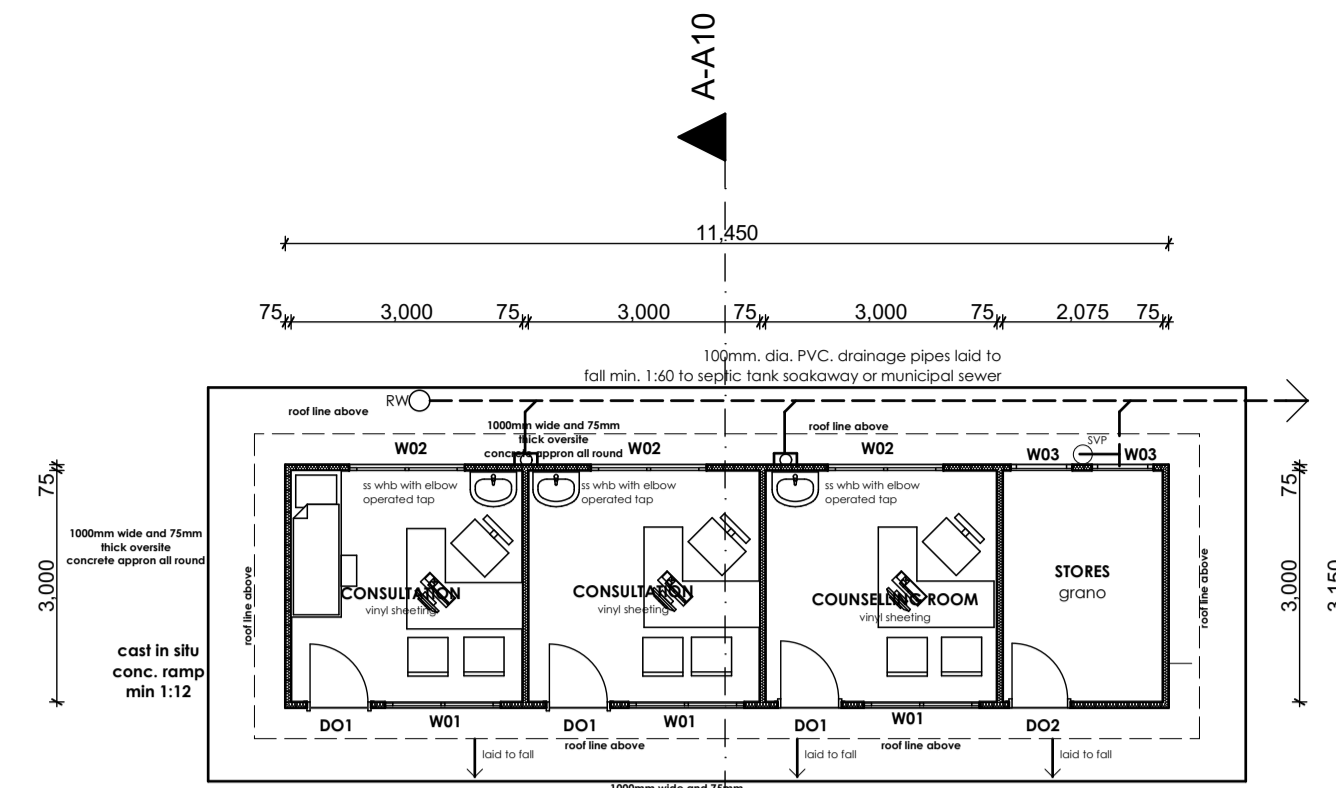 A-A10
11,450
75 3,000 75 3,000 75 3,000 75 2,075 75
100mm. dia. PVC. drainage pipes laid to
fall min. 1:60 to septic tank soakaway or municipal sewer
RW
roof line above
1000mm wide and 75mm
thick oversite
concrete appron all round
roof line above
SVP
W02
W02
W02
W03
W03
75
ss whb with elbow
operated tap
ss whb with elbow
operated tap
ss whb with elbow
operated tap
75
1000mm wide and 75mm
thick oversite
concrete appron all round
3,000
roof line above
CONSULTATION
vinyl sheeting
CONSULTATION
vinyl sheeting
COUNSELLING ROOM
vinyl sheeting
STORES
grano
roof line above
3,000
3,150
cast in situ
conc. ramp
min 1:12
DO1
W01
DO1
W01
DO1
W01
DO2
roof line above
roof line above
laid to fall
laid to fall
laid to fall
1000mm wide and 75mm